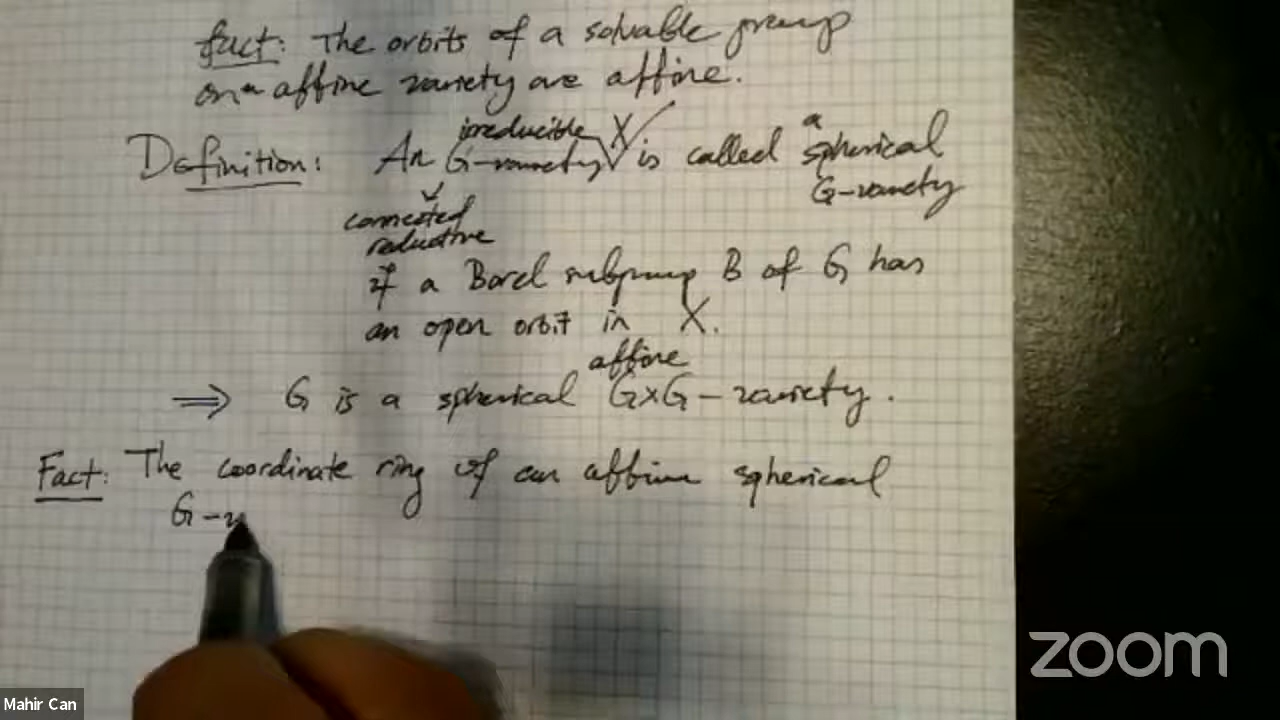 fact: The orbits of a solvable group
on an affine variety are affine.
Definition: An irreducible G-variety X is called a spherical
G-variety
connected
reductive
if a Borel subgroup B of G has
an open orbit in X.
affine
⟹ G is a spherical G×G-variety.
Fact: The coordinate ring of an affine spherical
G-v
zoom
Mahir Can